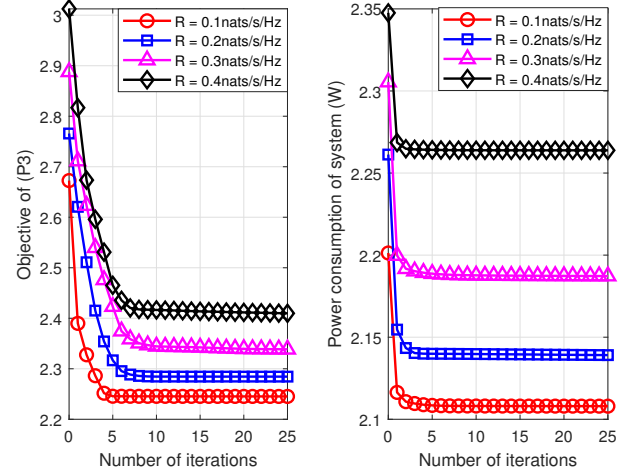 3
2.9
2.8
2.7
2.6
2.5
2.4
2.3
2.2
Objective of (P3)
0 5 10 15 20 25
Number of iterations
R = 0.1nats/s/Hz
R = 0.2nats/s/Hz
R = 0.3nats/s/Hz
R = 0.4nats/s/Hz
2.35
2.3
2.25
2.2
2.15
2.1
Power consumption of system (W)
0 5 10 15 20 25
Number of iterations
R = 0.1nats/s/Hz
R = 0.2nats/s/Hz
R = 0.3nats/s/Hz
R = 0.4nats/s/Hz